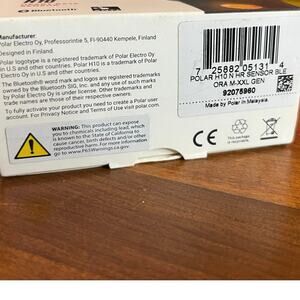 Bluetooth
Manufacturer:
Polar Electro Oy, Professorintie 5, FI-90440 Kempele, Finland
Designed in Finland.
Polar logotype is a registered trademark of Polar Electro Oy
in U.S and other countries. Polar H10 is a trademark of Polar Electro Oy
in U.S and other countries.
The Bluetooth® word mark and logos are registered trademarks
owned by the Bluetooth SIG, Inc. and any use of such marks by
Polar Electro Oy is under license. Other trademarks and trade
names are those of their respective owners.
To fully activate your product you need to create a Polar user
account. For Privacy Notice and Terms of Use visit polar.com
WARNING: This product can expose
you to chemicals including lead, which
is known to the State of California to
cause cancer, birth defects and/or other
reproductive harm. For more information
go to www.P65Warnings.ca.gov.
7 25882 05131 4
POLAR H10 N HR SENSOR BLE
ORA M-XXL GEN
92075960
Made by Polar in Malaysia.
CE
This package
is recyclable